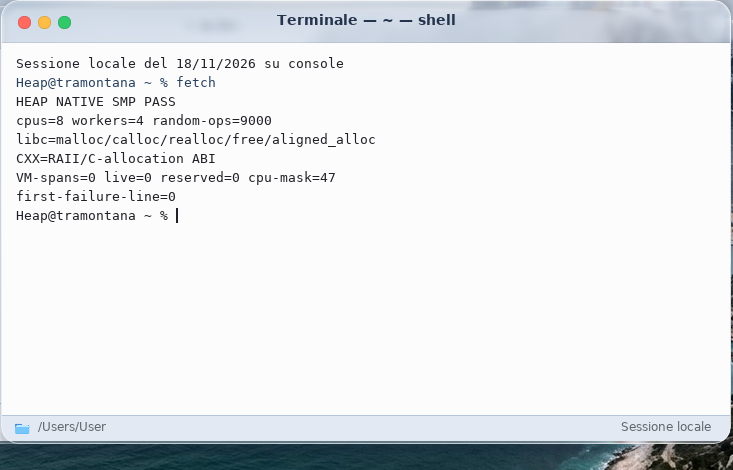 Terminale — ~ — shell
Sessione locale del 18/11/2026 su console
Heap@tramontana ~ % fetch
HEAP NATIVE SMP PASS
cpus=8 workers=4 random-ops=9000
libc=malloc/calloc/realloc/free/aligned_alloc
CXX=RAII/C-allocation ABI
VM-spans=0 live=0 reserved=0 cpu-mask=47
first-failure-line=0
Heap@tramontana ~ %
/Users/User
Sessione locale